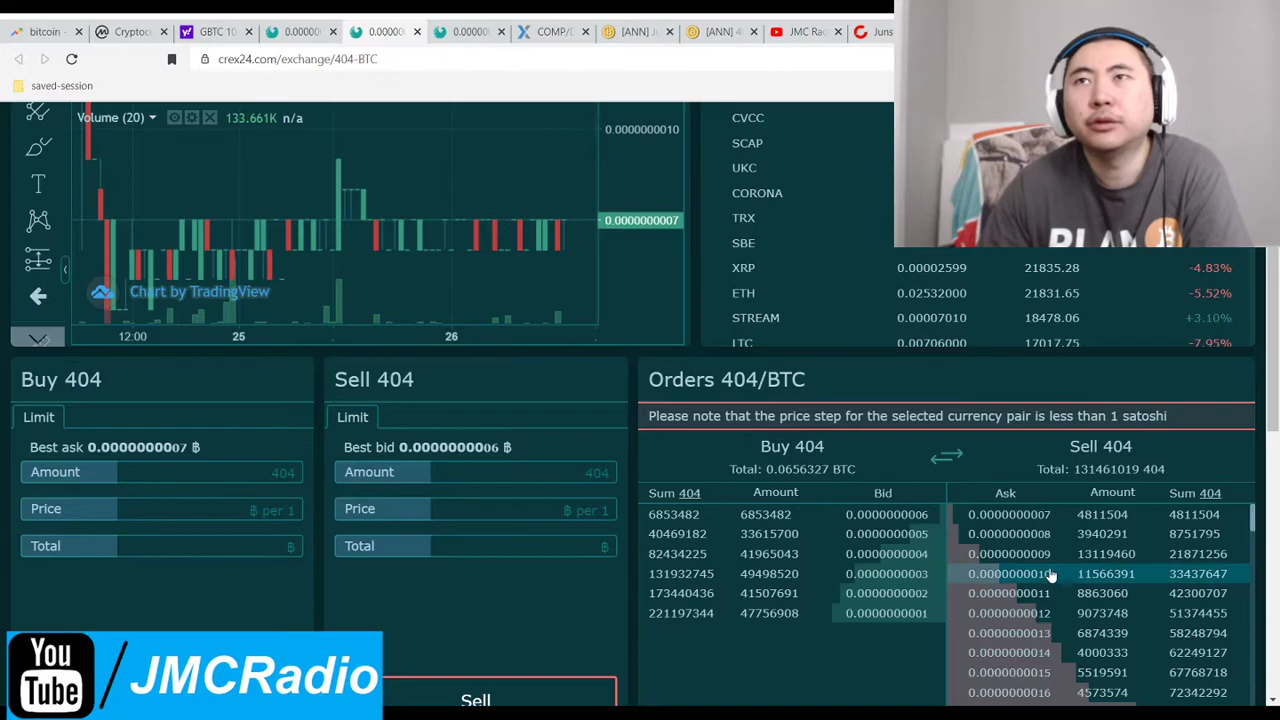 bitcoin -
Cryptoc
GBTC 10
0.00000
0.0000
0.00000
COMP/
[ANN] J
[ANN] 4
JMC Rac
Junse
crex24.com/exchange/404-BTC
saved-session
Volume (20) 133.661K n/a
0.0000000010
0.0000000007
Chart by TradingView
12:00 25 26
CVCC
SCAP
UKC
CORONA
TRX
SBE
XRP 0.00002599 21835.28 -4.83%
ETH 0.02532000 21831.65 -5.52%
STREAM 0.00007010 18478.06 +3.10%
LTC 0.00706000 17017.75 -7.95%
PLAY
Buy 404
Limit
Best ask 0.0000000007 ฿
Amount 404
Price ฿ per 1
Total ฿
Sell 404
Limit
Best bid 0.0000000006 ฿
Amount 404
Price ฿ per 1
Total ฿
Sell
Orders 404/BTC
Please note that the price step for the selected currency pair is less than 1 satoshi
Buy 404 Sell 404
Total: 0.0656327 BTC Total: 131461019 404
Sum 404 Amount Bid Ask Amount Sum 404
6853482 6853482 0.0000000006 0.0000000007 4811504 4811504
40469182 33615700 0.0000000005 0.0000000008 3940291 8751795
82434225 41965043 0.0000000004 0.0000000009 13119460 21871256
131932745 49498520 0.0000000003 0.0000000010 11566391 33437647
173440436 41507691 0.0000000002 0.0000000011 8863060 42300707
221197344 47756908 0.0000000001 0.0000000012 9073748 51374455
0.0000000013 6874339 58248794
0.0000000014 4000333 62249127
0.0000000015 5519591 67768718
0.0000000016 4573574 72342292
You
Tube
/JMCRadio